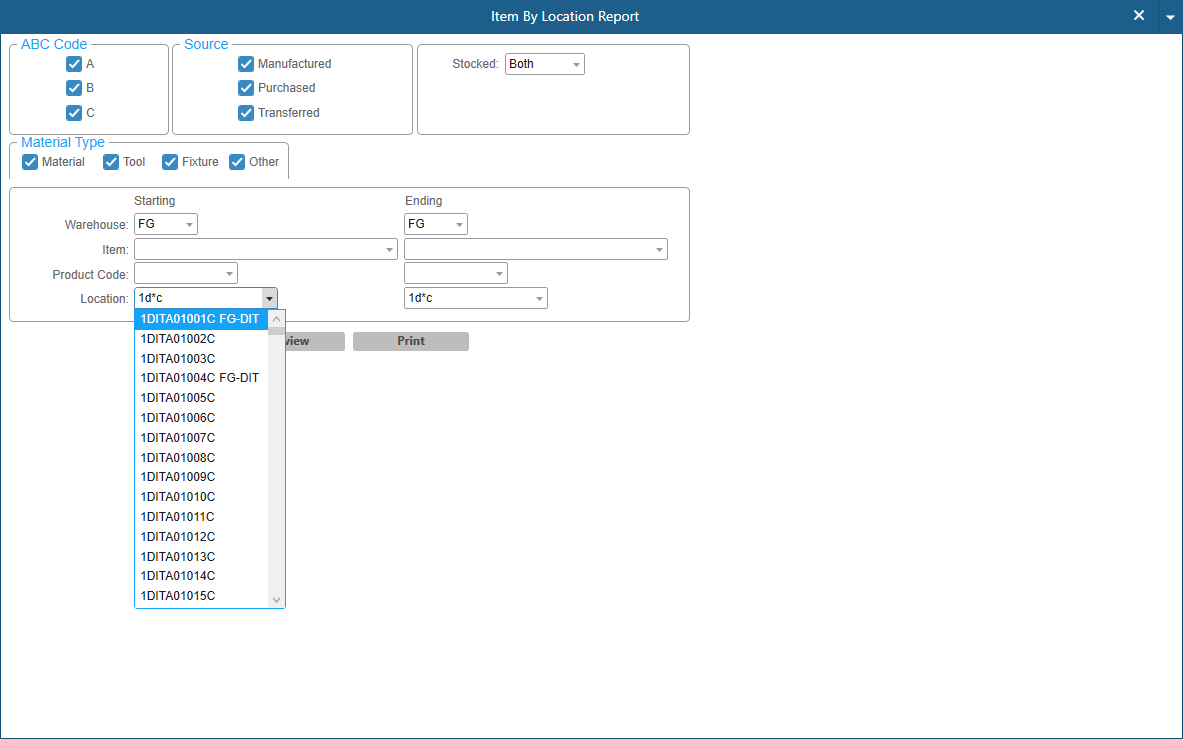 Item By Location Report
ABC Code
A
B
C
Source
Manufactured
Purchased
Transferred
Stocked: Both
Material Type
Material Tool Fixture Other
Starting Ending
Warehouse: FG FG
Item:
Product Code:
Location: 1d*c 1d*c
1DITA01001C FG-DIT
1DITA01002C
1DITA01003C
1DITA01004C FG-DIT
1DITA01005C
1DITA01006C
1DITA01007C
1DITA01008C
1DITA01009C
1DITA01010C
1DITA01011C
1DITA01012C
1DITA01013C
1DITA01014C
1DITA01015C
view Print